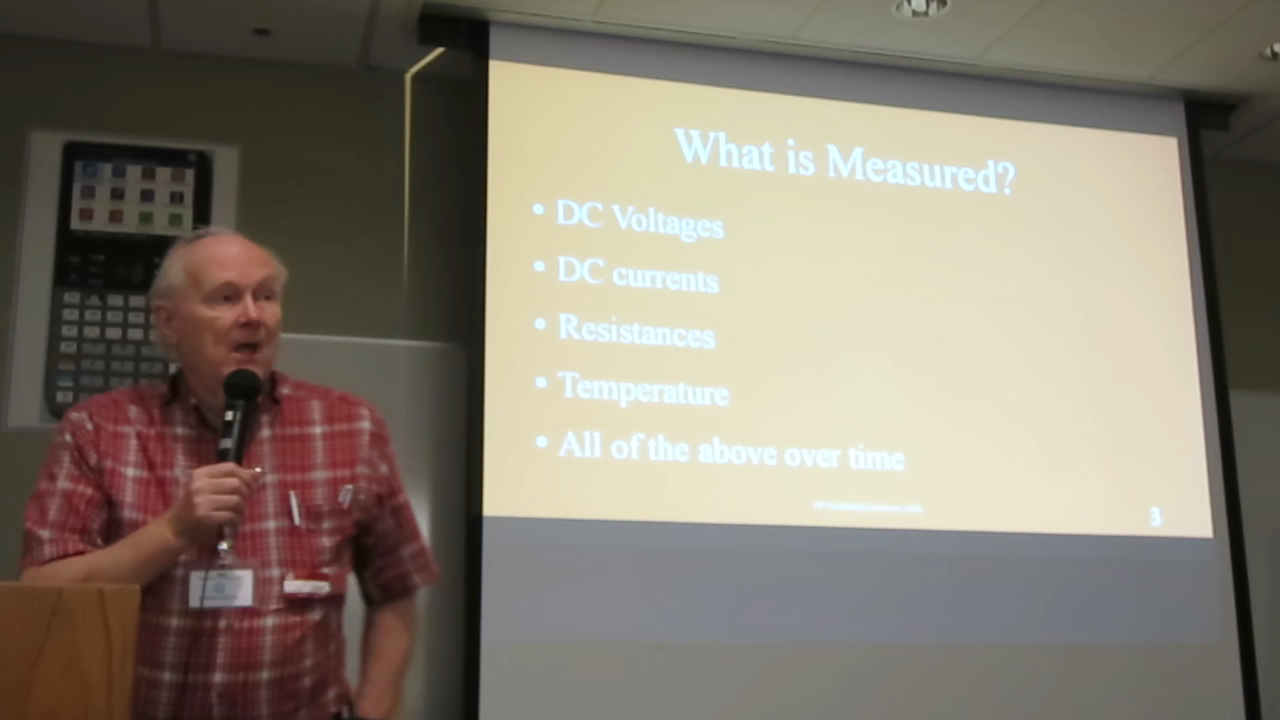 What is Measured?
• DC Voltages
• DC currents
• Resistances
• Temperature
• All of the above over time
3